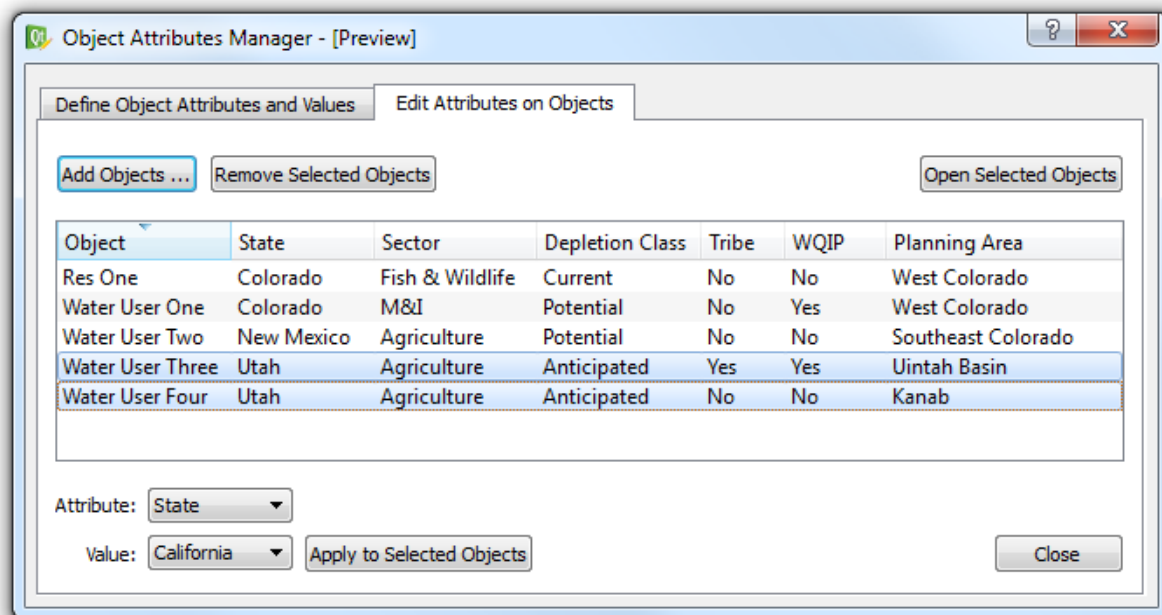 Object Attributes Manager - [Preview]
Define Object Attributes and Values Edit Attributes on Objects
Add Objects ... Remove Selected Objects Open Selected Objects
Object State Sector Depletion Class Tribe WQIP Planning Area
Res One Colorado Fish & Wildlife Current No No West Colorado
Water User One Colorado M&I Potential No Yes West Colorado
Water User Two New Mexico Agriculture Potential No No Southeast Colorado
Water User Three Utah Agriculture Anticipated Yes Yes Uintah Basin
Water User Four Utah Agriculture Anticipated No No Kanab
Attribute: State
Value: California Apply to Selected Objects Close